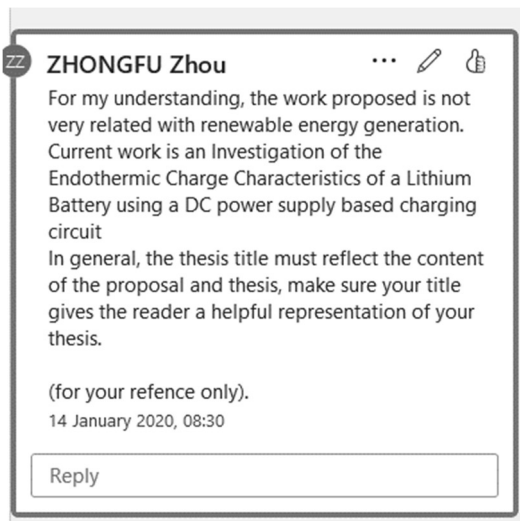 ZZ
ZHONGFU Zhou
For my understanding, the work proposed is not
very related with renewable energy generation.
Current work is an Investigation of the
Endothermic Charge Characteristics of a Lithium
Battery using a DC power supply based charging
circuit
In general, the thesis title must reflect the content
of the proposal and thesis, make sure your title
gives the reader a helpful representation of your
thesis.
(for your refence only).
14 January 2020, 08:30
Reply